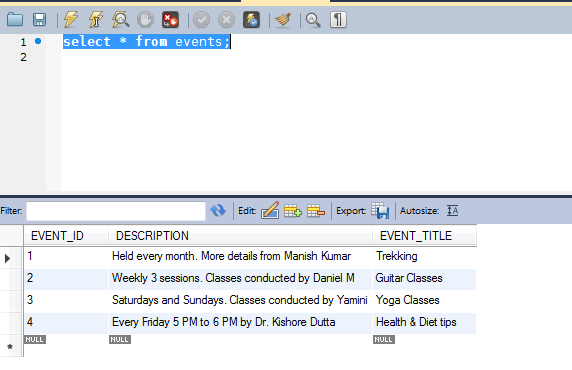 1 select * from events;
2
Filter: Edit: Export: Autosize:
EVENT_ID DESCRIPTION EVENT_TITLE
1 Held every month. More details from Manish Kumar Trekking
2 Weekly 3 sessions. Classes conducted by Daniel M Guitar Classes
3 Saturdays and Sundays. Classes conducted by Yamini Yoga Classes
4 Every Friday 5 PM to 6 PM by Dr. Kishore Dutta Health & Diet tips
* NULL NULL NULL